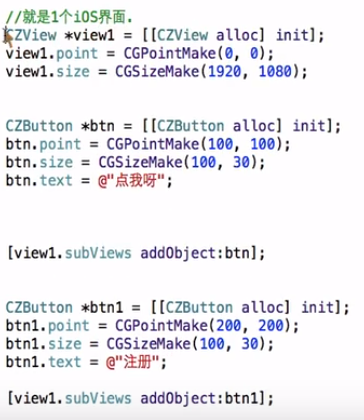 //就是1个iOS界面.
CZView *view1 = [[CZView alloc] init];
view1.point = CGPointMake(0, 0);
view1.size = CGSizeMake(1920, 1080);
CZButton *btn = [[CZButton alloc] init];
btn.point = CGPointMake(100, 100);
btn.size = CGSizeMake(100, 30);
btn.text = @"点我呀";
[view1.subViews addObject:btn];
CZButton *btn1 = [[CZButton alloc] init];
btn1.point = CGPointMake(200, 200);
btn1.size = CGSizeMake(100, 30);
btn1.text = @"注册";
[view1.subViews addObject:btn1];